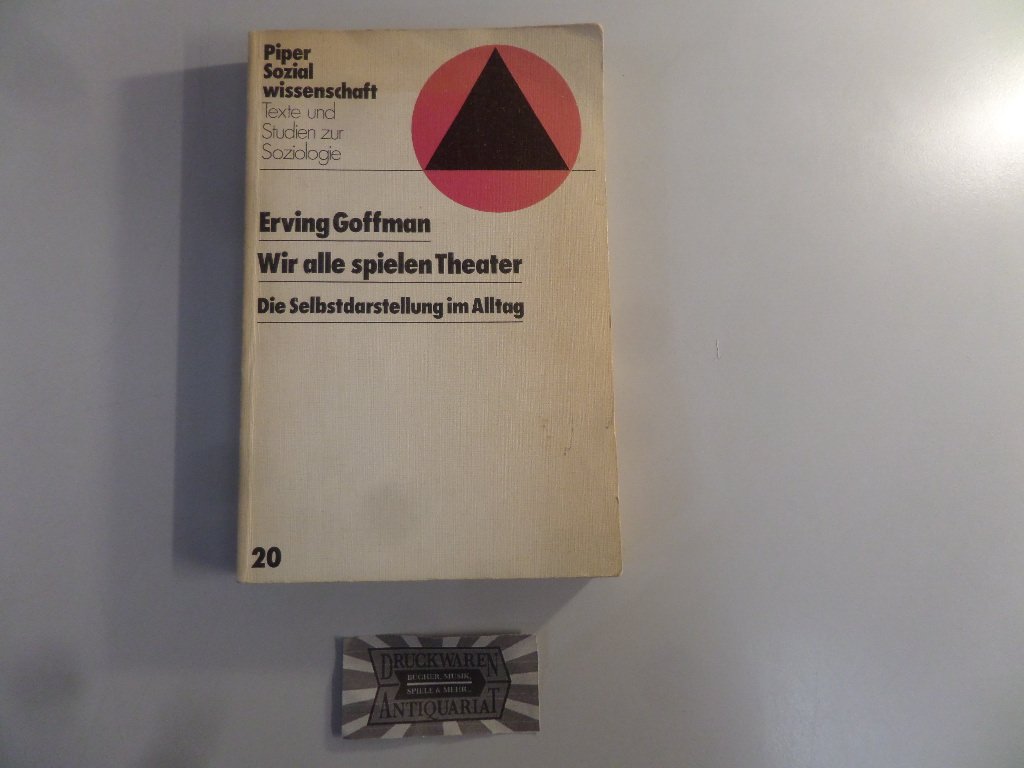 Piper
Sozial
wissenschaft
Texte und
Studien zur
Soziologie
Erving Goffman
Wir alle spielen Theater
Die Selbstdarstellung im Alltag
20
DRUCKWAREN
BÜCHER, MUSIK,
SPIELE & MEHR...
ANTIQUARIAT